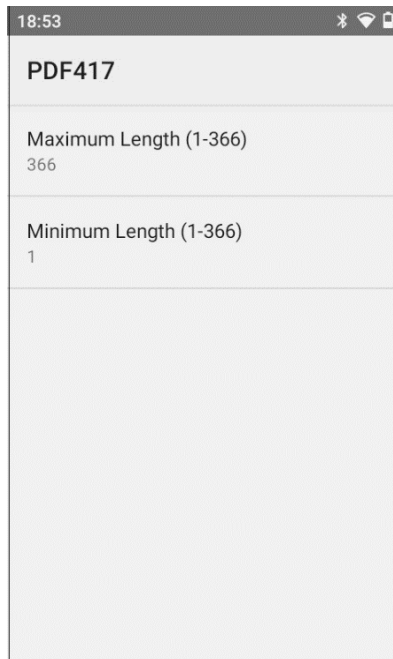 18:53
PDF417
Maximum Length (1-366)
366
Minimum Length (1-366)
1